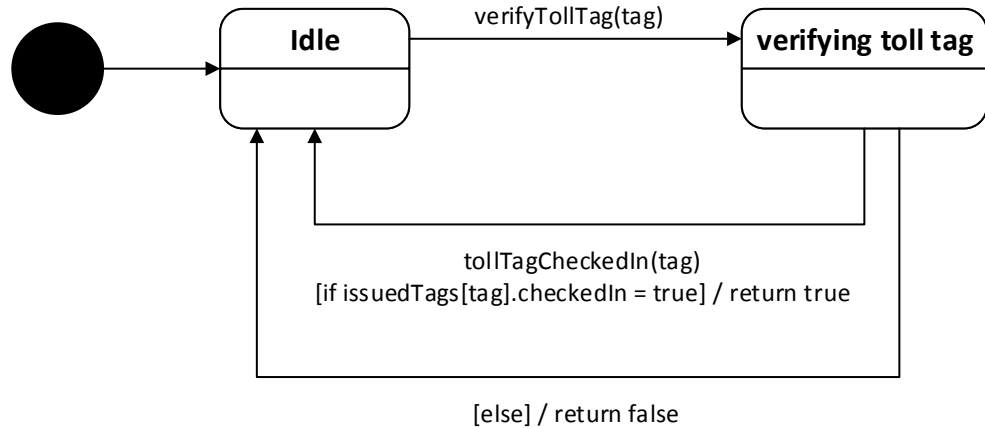 verifyTollTag(tag)
Idle
verifying toll tag
tollTagCheckedIn(tag)
[if issuedTags[tag].checkedIn = true] / return true
[else] / return false